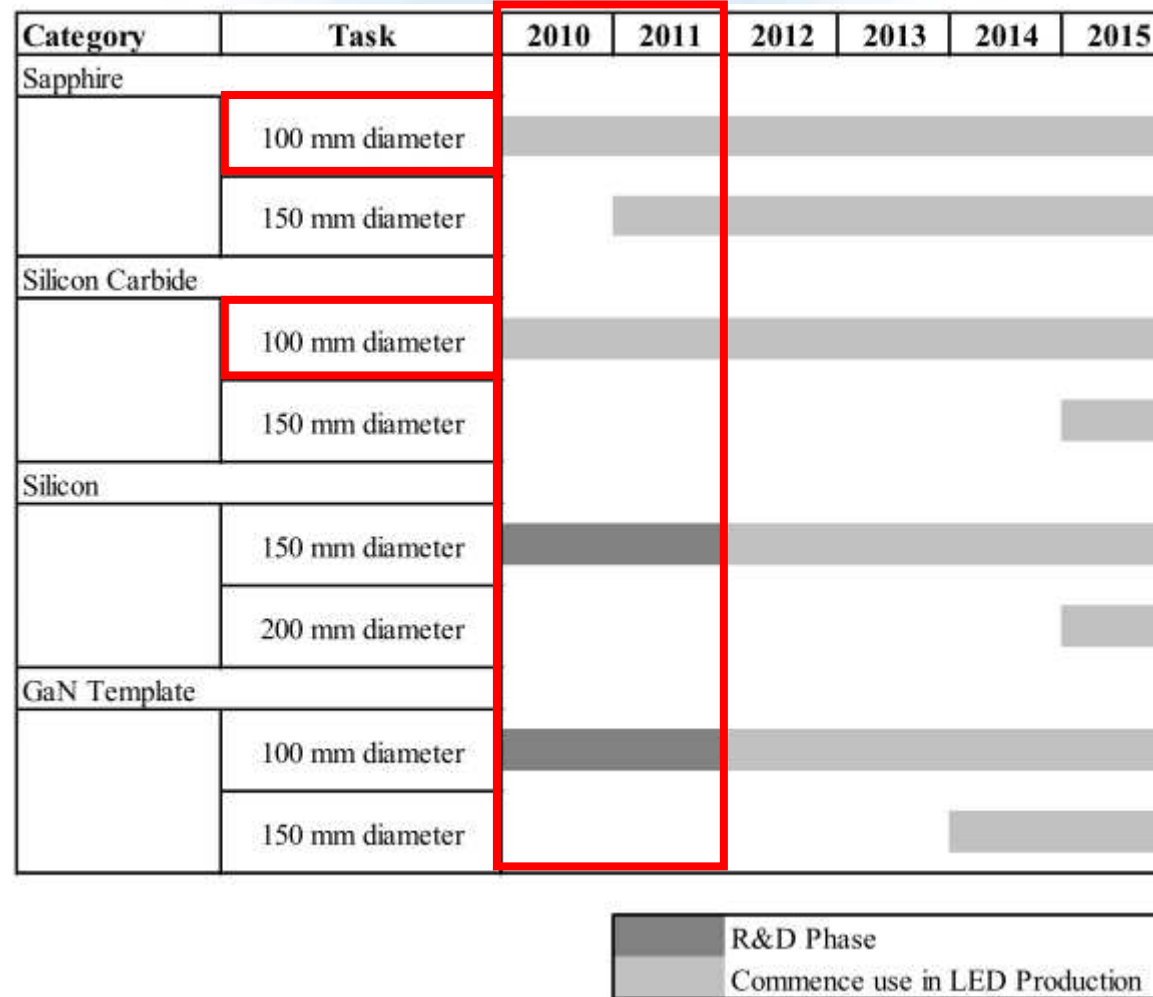 Category Task 2010 2011 2012 2013 2014 2015
Sapphire
100 mm diameter
150 mm diameter
Silicon Carbide
100 mm diameter
150 mm diameter
Silicon
150 mm diameter
200 mm diameter
GaN Template
100 mm diameter
150 mm diameter
R&D Phase
Commence use in LED Production